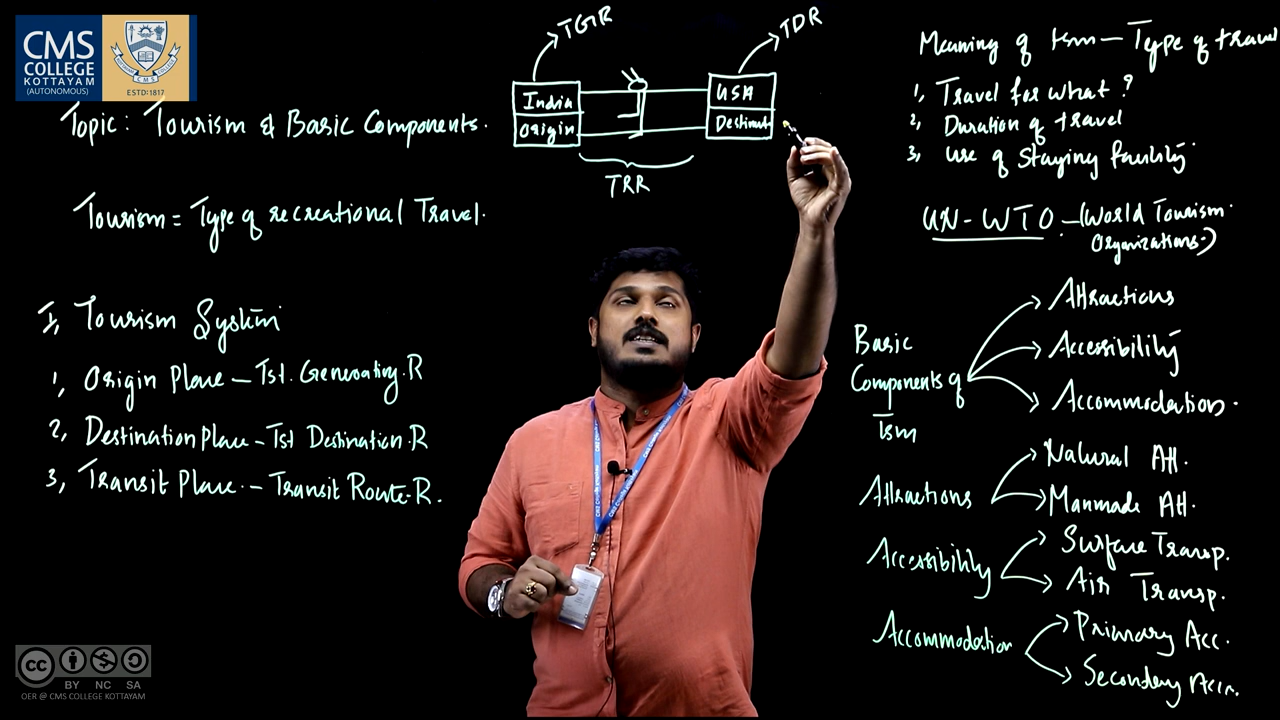 CMS
COLLEGE
KOTTAYAM
(AUTONOMOUS)
ESTD:1817
Topic: Tourism & Basic Components.
Tourism = Type of recreational Travel.
I, Tourism System
1, Origin Place – Tst. Generating. R
2, Destination Place – Tst Destination. R
3, Transit Place. – Transit Route. R.
TGR
TDR
India
Origin
USA
Destinat
TRR
Meaning of tsm — Type of travel
1, Travel for what?
2, Duration of travel
3, Use of Staying facility.
UN-WTO. – (World Tourism
Organizations.)
Basic
Components of
Tsm
Attractions
Accessibility
Accommodations.
Attractions
Natural Att.
Manmade Att.
Accessibility
Surface Transp.
Air Transp.
Accommodation
Primary Acc.
Secondary Acc.
CC BY NC SA
OER @ CMS COLLEGE KOTTAYAM